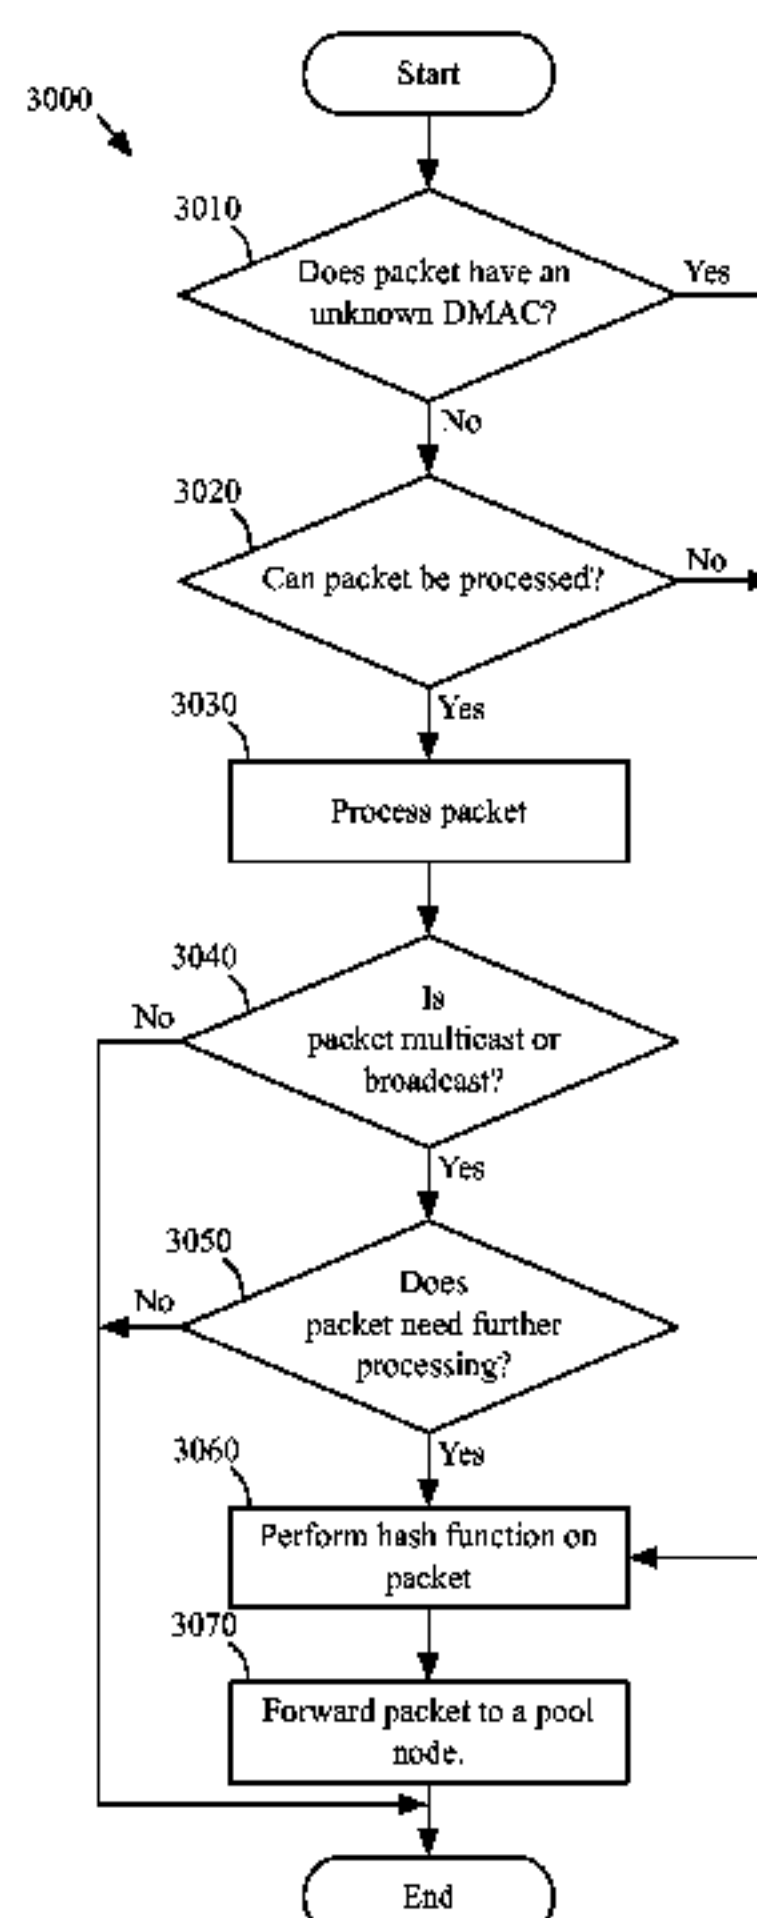 Start
3000
3010
Does packet have an
unknown DMAC?
Yes
No
3020
Can packet be processed?
No
Yes
3030
Process packet
3040
Is
packet multicast or
broadcast?
No
Yes
3050
Does
packet need further
processing?
No
Yes
3060
Perform hash function on
packet
3070
Forward packet to a pool
node.
End